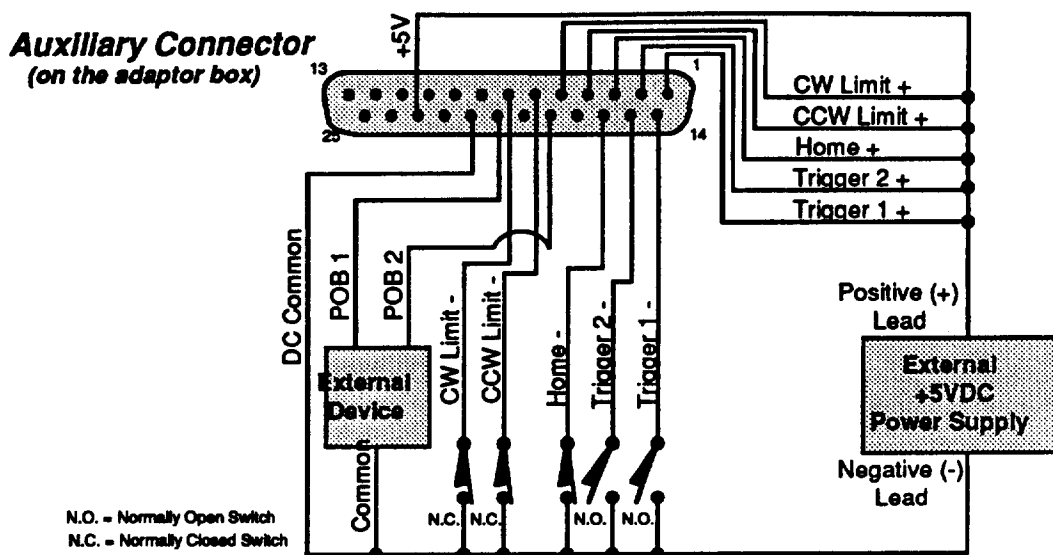 Auxiliary Connector
(on the adaptor box)
+5V
13
1
25
14
CW Limit +
CCW Limit +
Home +
Trigger 2 +
Trigger 1 +
DC Common
POB 1
POB 2
CW Limit -
CCW Limit -
Home -
Trigger 2 -
Trigger 1 -
Positive (+)
Lead
External
+5VDC
Power Supply
Negative (-)
Lead
External
Device
Common
N.C.
N.C.
N.O.
N.O.
N.O. = Normally Open Switch
N.C. = Normally Closed Switch